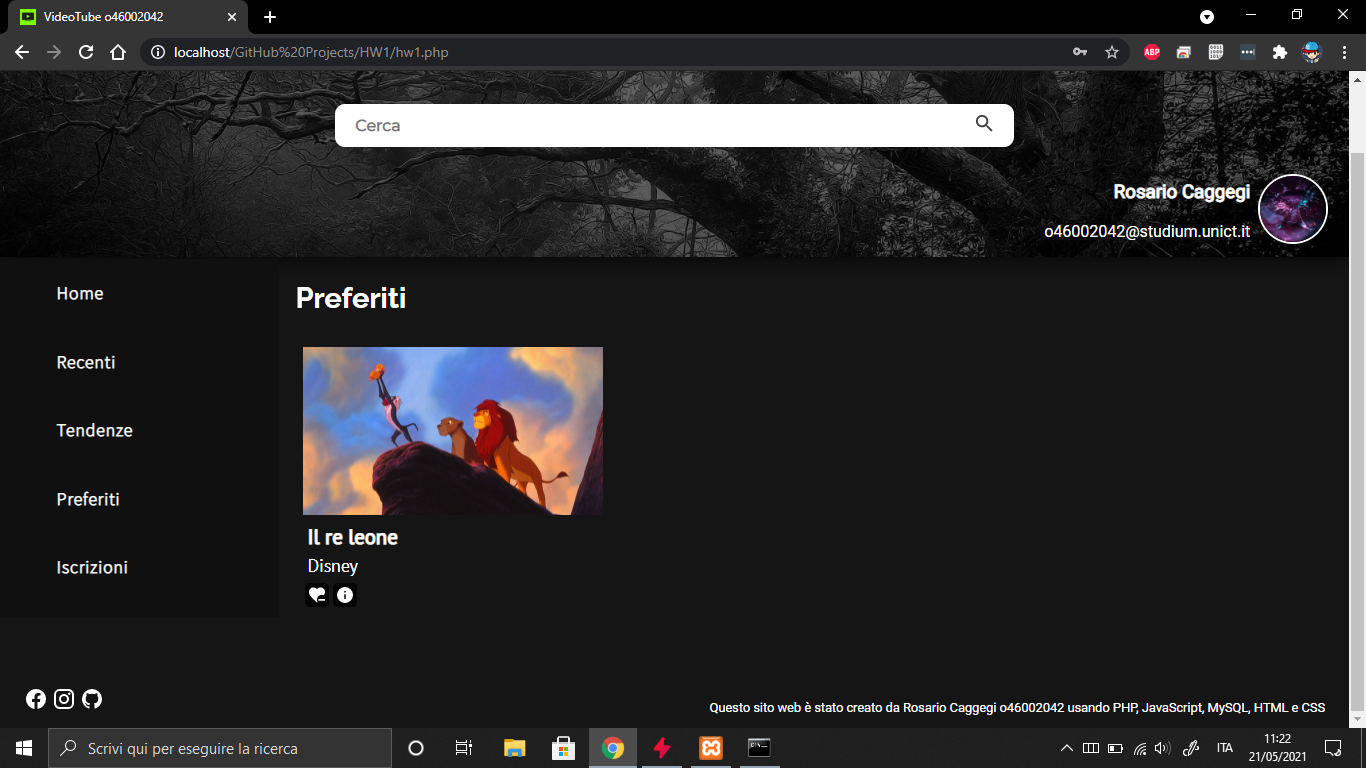 VideoTube o46002042
localhost/GitHub%20Projects/HW1/hw1.php
ABP
Cerca
Rosario Caggegi
o46002042@studium.unict.it
Home
Recenti
Tendenze
Preferiti
Iscrizioni
Preferiti
Il re leone
Disney
Questo sito web è stato creato da Rosario Caggegi o46002042 usando PHP, JavaScript, MySQL, HTML e CSS
Scrivi qui per eseguire la ricerca
ITA
11:22
21/05/2021